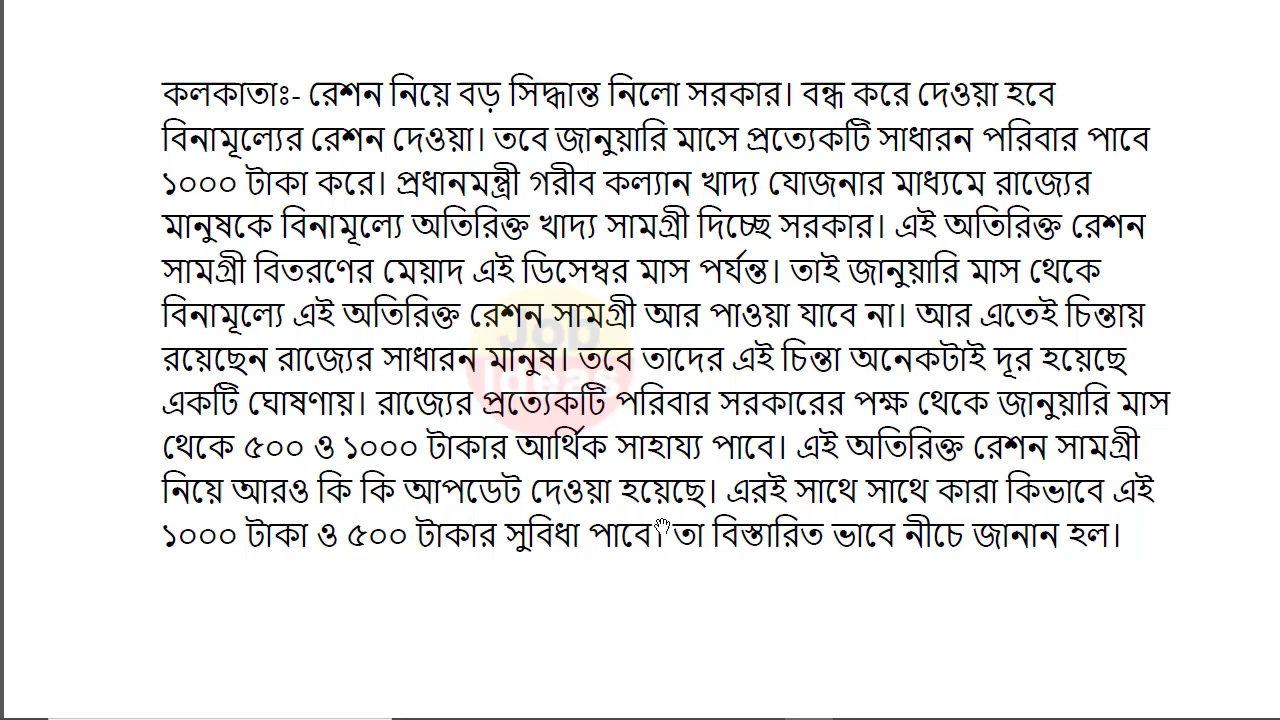 কলকাতাঃ- রেশন নিয়ে বড় সিদ্ধান্ত নিলো সরকার। বন্ধ করে দেওয়া হবে
বিনামূল্যের রেশন দেওয়া। তবে জানুয়ারি মাসে প্রত্যেকটি সাধারন পরিবার পাবে
১০০০ টাকা করে। প্রধানমন্ত্রী গরীব কল্যান খাদ্য যোজনার মাধ্যমে রাজ্যের
মানুষকে বিনামূল্যে অতিরিক্ত খাদ্য সামগ্রী দিচ্ছে সরকার। এই অতিরিক্ত রেশন
সামগ্রী বিতরণের মেয়াদ এই ডিসেম্বর মাস পর্যন্ত। তাই জানুয়ারি মাস থেকে
বিনামূল্যে এই অতিরিক্ত রেশন সামগ্রী আর পাওয়া যাবে না। আর এতেই চিন্তায়
রয়েছেন রাজ্যের সাধারন মানুষ। তবে তাদের এই চিন্তা অনেকটাই দূর হয়েছে
একটি ঘোষণায়। রাজ্যের প্রত্যেকটি পরিবার সরকারের পক্ষ থেকে জানুয়ারি মাস
থেকে ৫০০ ও ১০০০ টাকার আর্থিক সাহায্য পাবে। এই অতিরিক্ত রেশন সামগ্রী
নিয়ে আরও কি কি আপডেট দেওয়া হয়েছে। এরই সাথে সাথে কারা কিভাবে এই
১০০০ টাকা ও ৫০০ টাকার সুবিধা পাবে। তা বিস্তারিত ভাবে নীচে জানান হল।
Job
Ideas